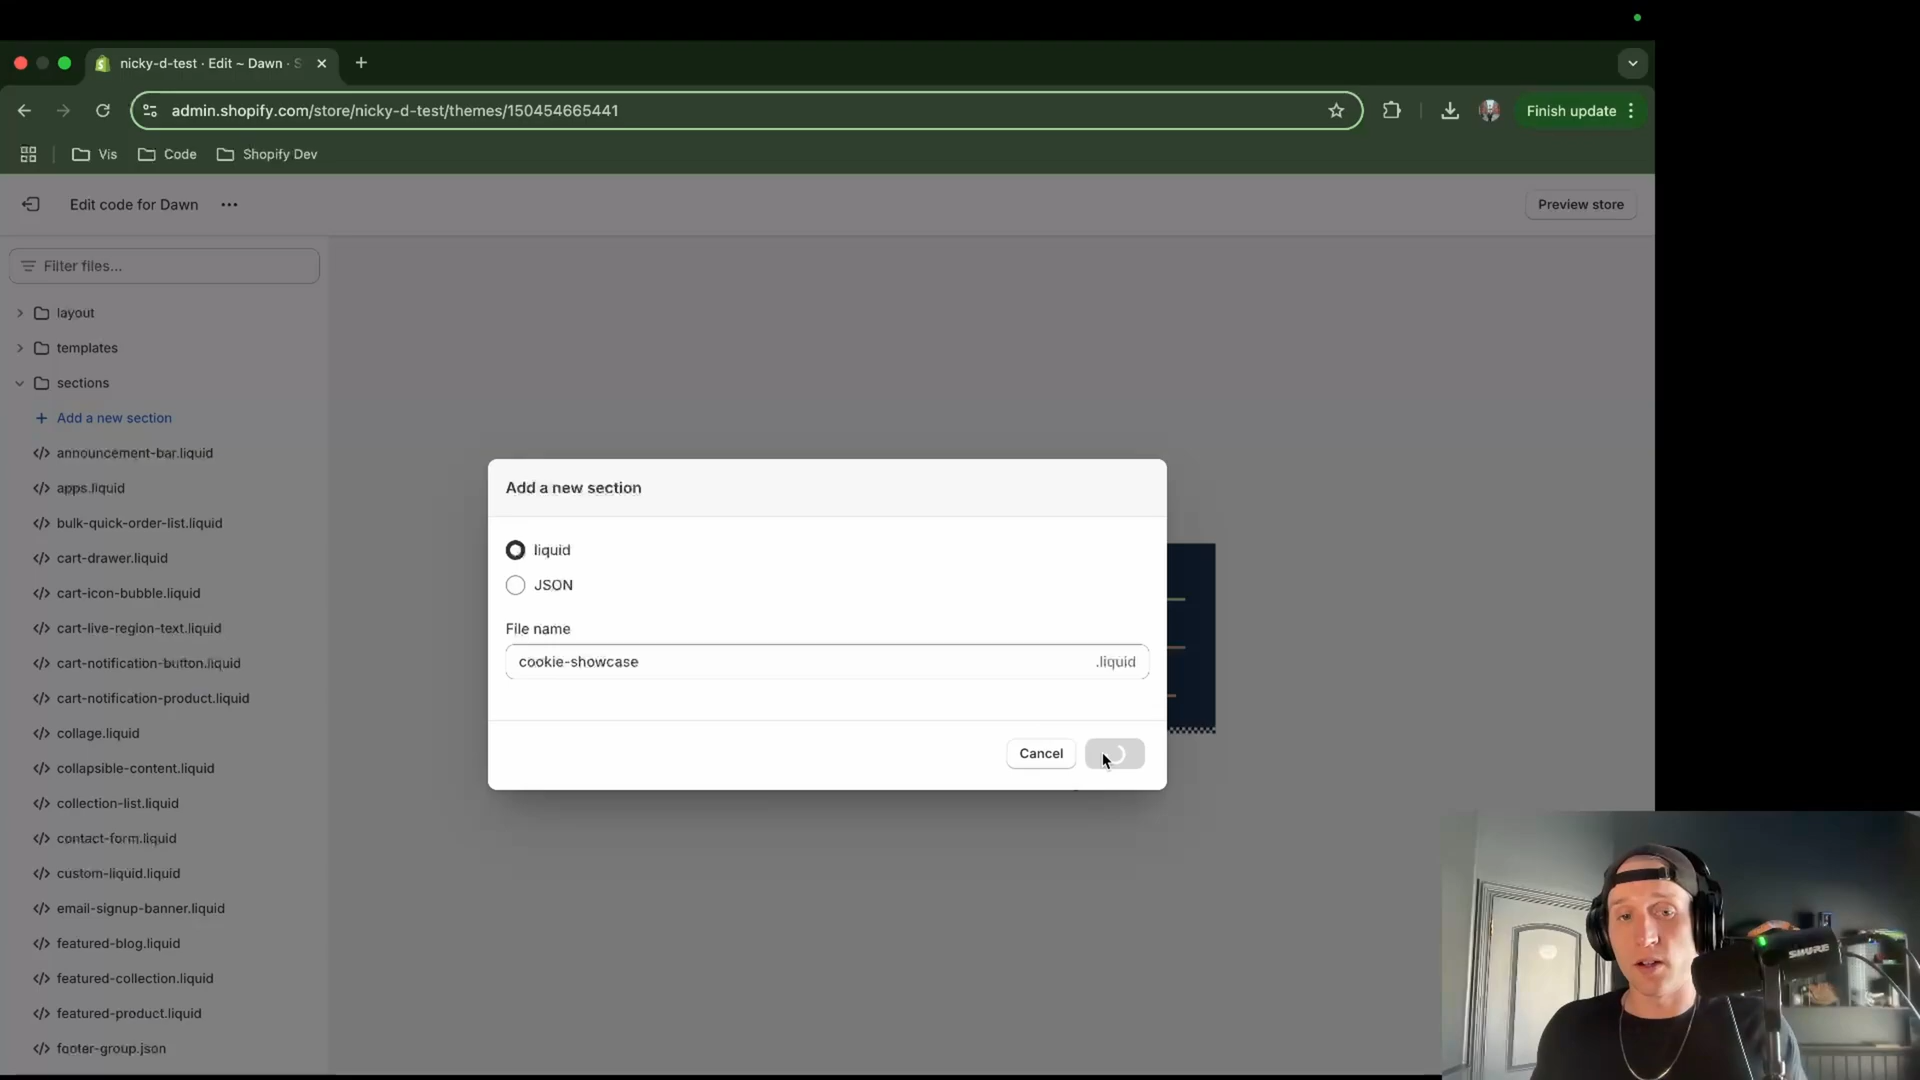 nicky-d-test · Edit ~ Dawn · S
admin.shopify.com/store/nicky-d-test/themes/150454665441
Finish update
Vis
Code
Shopify Dev
Edit code for Dawn
Preview store
Filter files...
layout
templates
sections
+ Add a new section
</> announcement-bar.liquid
</> apps.liquid
</> bulk-quick-order-list.liquid
</> cart-drawer.liquid
</> cart-icon-bubble.liquid
</> cart-live-region-text.liquid
</> cart-notification-button.liquid
</> cart-notification-product.liquid
</> collage.liquid
</> collapsible-content.liquid
</> collection-list.liquid
</> contact-form.liquid
</> custom-liquid.liquid
</> email-signup-banner.liquid
</> featured-blog.liquid
</> featured-collection.liquid
</> featured-product.liquid
</> footer-group.json
Add a new section
liquid
JSON
File name
cookie-showcase .liquid
Cancel
SHURE